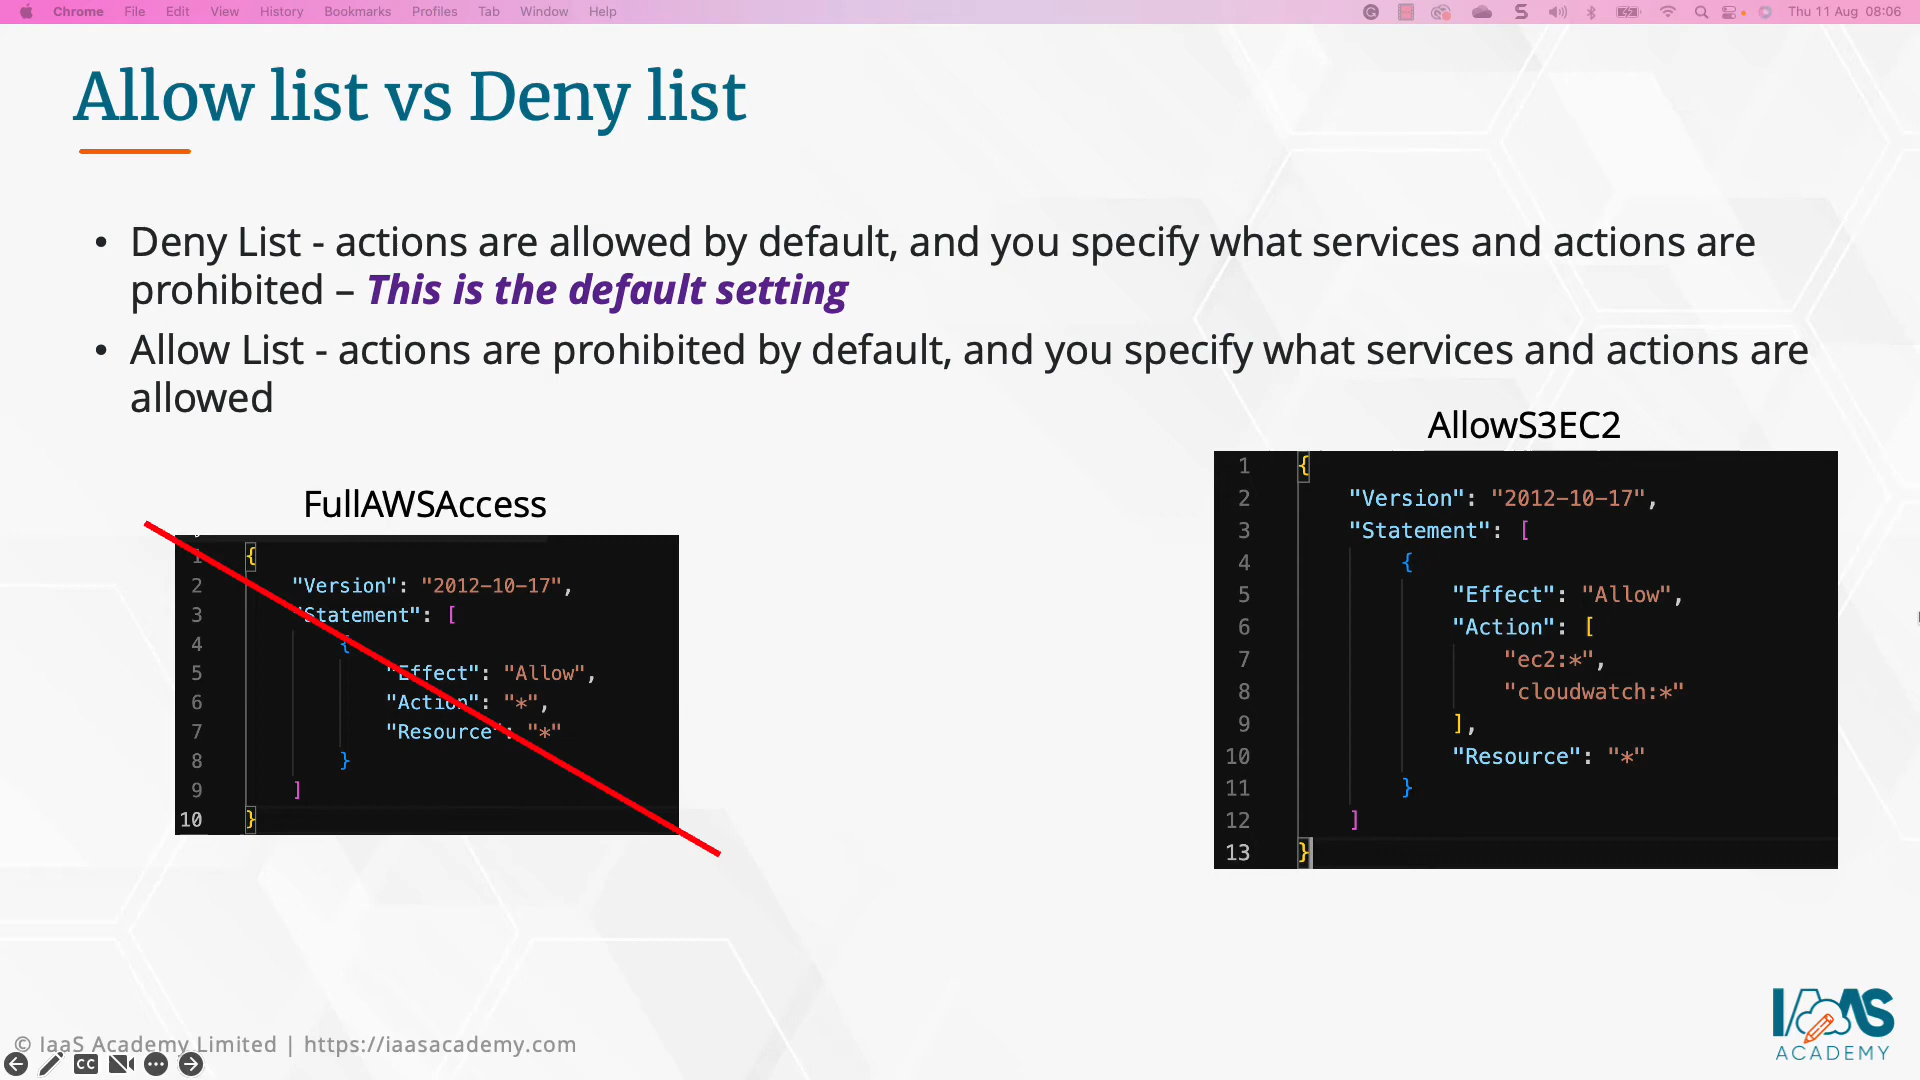 Chrome File Edit View History Bookmarks Profiles Tab Window Help Thu 11 Aug 08:06
Allow list vs Deny list
• Deny List - actions are allowed by default, and you specify what services and actions are
prohibited – This is the default setting
• Allow List - actions are prohibited by default, and you specify what services and actions are
allowed
FullAWSAccess
1 {
2 "Version": "2012-10-17",
3 "Statement": [
4 {
5 "Effect": "Allow",
6 "Action": "*",
7 "Resource": "*"
8 }
9 ]
10 }
AllowS3EC2
1 {
2 "Version": "2012-10-17",
3 "Statement": [
4 {
5 "Effect": "Allow",
6 "Action": [
7 "ec2:*",
8 "cloudwatch:*"
9 ],
10 "Resource": "*"
11 }
12 ]
13 }
© IaaS Academy Limited | https://iaasacademy.com
CC
IAAS
ACADEMY